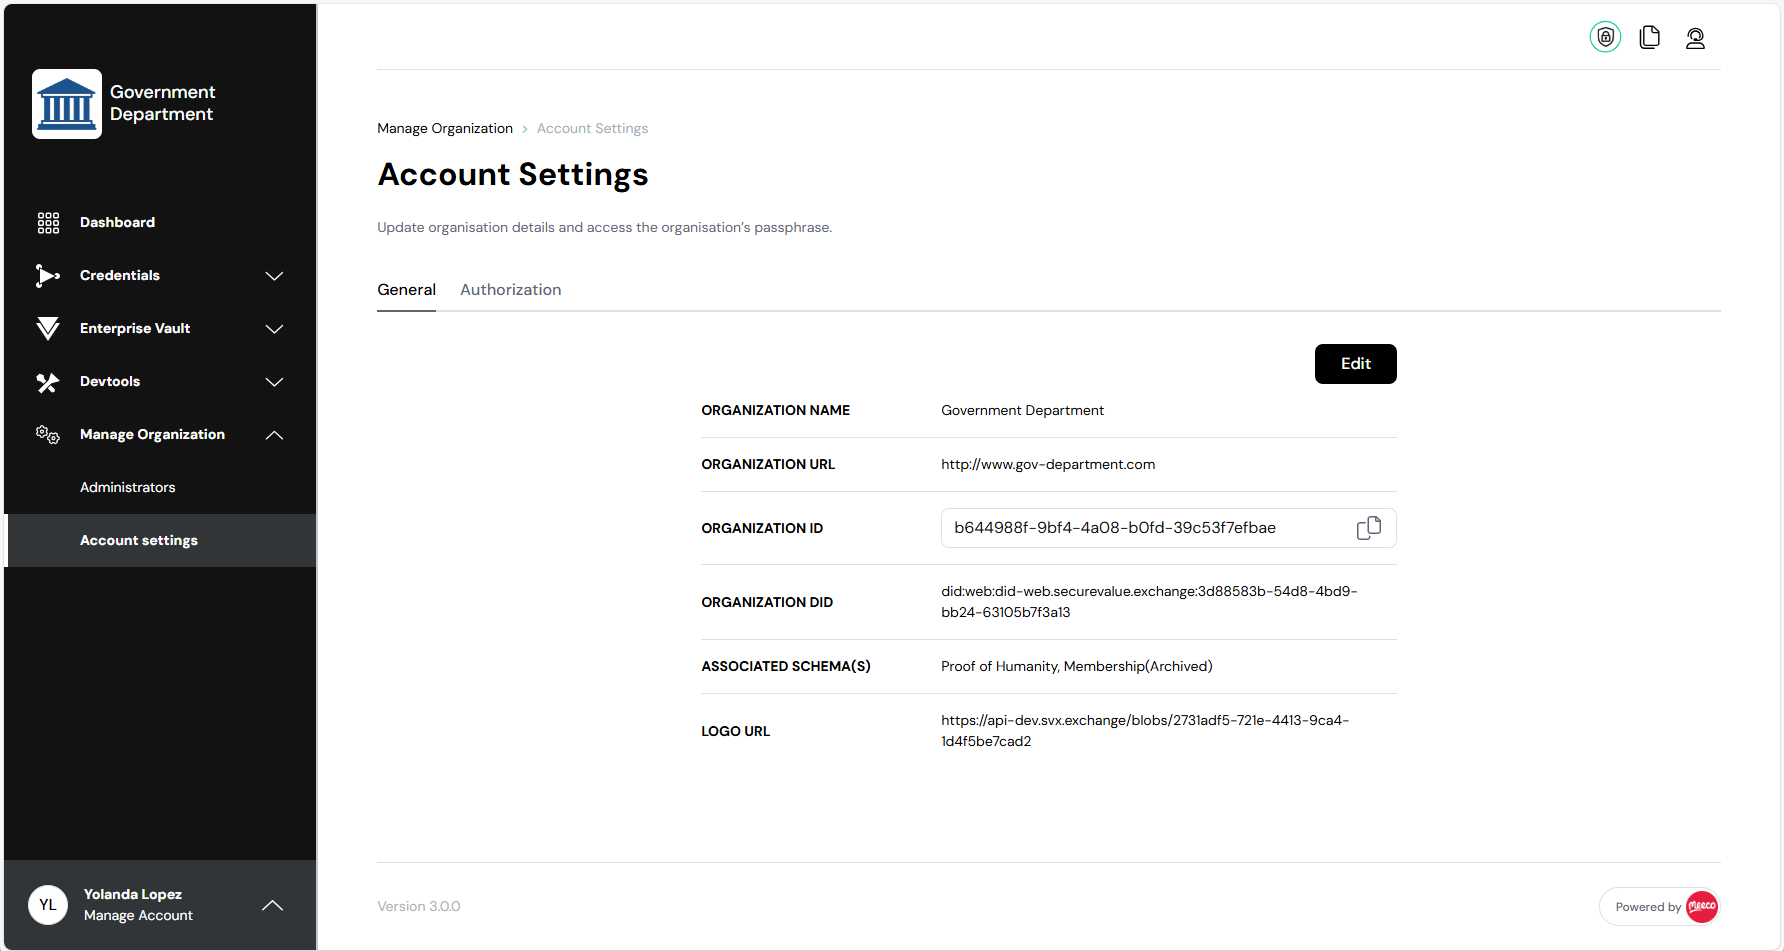 Government
Department
Dashboard
Credentials
Enterprise Vault
Devtools
Manage Organization
Administrators
Account settings
YL
Yolanda Lopez
Manage Account
Manage Organization > Account Settings
Account Settings
Update organisation details and access the organisation's passphrase.
General Authorization
Edit
ORGANIZATION NAME Government Department
ORGANIZATION URL http://www.gov-department.com
ORGANIZATION ID b644988f-9bf4-4a08-b0fd-39c53f7efbae
ORGANIZATION DID did:web:did-web.securevalue.exchange:3d88583b-54d8-4bd9-
bb24-63105b7f3a13
ASSOCIATED SCHEMA(S) Proof of Humanity, Membership(Archived)
LOGO URL https://api-dev.svx.exchange/blobs/2731adf5-721e-4413-9ca4-
1d4f5be7cad2
Version 3.0.0
Powered by meeco